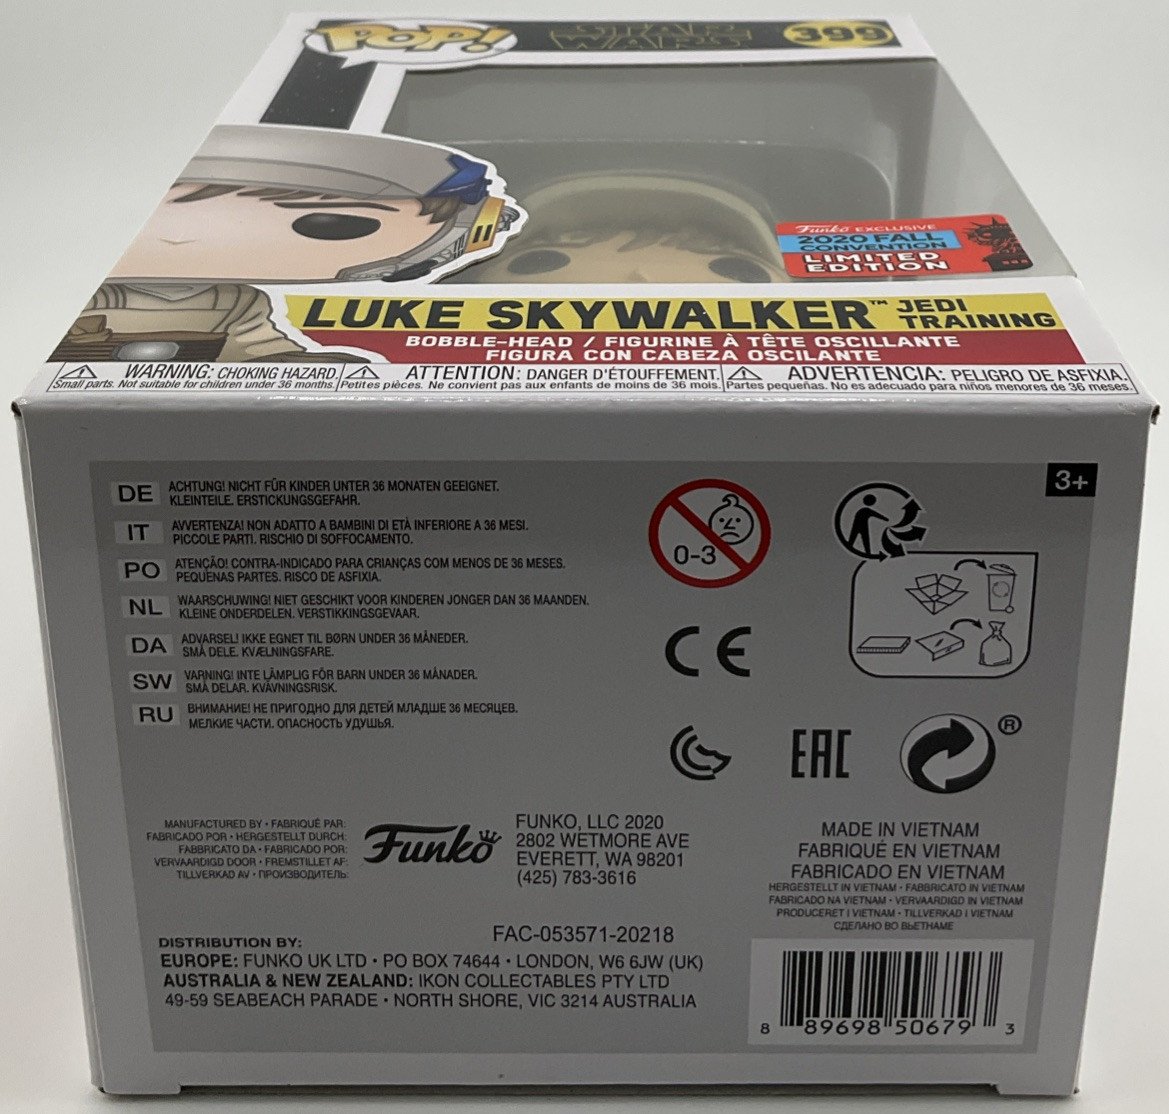 POP!
STAR WARS
399
Funko EXCLUSIVE
2020 FALL
CONVENTION
LIMITED
EDITION
LUKE SKYWALKER™ JEDI TRAINING
BOBBLE-HEAD / FIGURINE À TÊTE OSCILLANTE
FIGURA CON CABEZA OSCILANTE
WARNING: CHOKING HAZARD.
Small parts. Not suitable for children under 36 months.
ATTENTION: DANGER D'ÉTOUFFEMENT.
Petites pièces. Ne convient pas aux enfants de moins de 36 mois.
ADVERTENCIA: PELIGRO DE ASFIXIA.
Partes pequeñas. No es adecuado para niños menores de 36 meses.
3+
DE ACHTUNG! NICHT FÜR KINDER UNTER 36 MONATEN GEEIGNET.
KLEINTEILE. ERSTICKUNGSGEFAHR.
IT AVVERTENZA! NON ADATTO A BAMBINI DI ETÀ INFERIORE A 36 MESI.
PICCOLE PARTI. RISCHIO DI SOFFOCAMENTO.
PO ATENÇÃO! CONTRA-INDICADO PARA CRIANÇAS COM MENOS DE 36 MESES.
PEQUENAS PARTES. RISCO DE ASFIXIA.
NL WAARSCHUWING! NIET GESCHIKT VOOR KINDEREN JONGER DAN 36 MAANDEN.
KLEINE ONDERDELEN. VERSTIKKINGSGEVAAR.
DA ADVARSEL! IKKE EGNET TIL BØRN UNDER 36 MÅNEDER.
SMÅ DELE. KVÆLNINGSFARE.
SW VARNING! INTE LÄMPLIG FÖR BARN UNDER 36 MÅNADER.
SMÅ DELAR. KVÄVNINGSRISK.
RU ВНИМАНИЕ! НЕ ПРИГОДНО ДЛЯ ДЕТЕЙ МЛАДШЕ 36 МЕСЯЦЕВ.
МЕЛКИЕ ЧАСТИ. ОПАСНОСТЬ УДУШЬЯ.
0-3
CE
EAC
®
MANUFACTURED BY • FABRIQUÉ PAR:
FABRICADO POR • HERGESTELLT DURCH:
FABBRICATO DA • FABRICADO POR:
VERVAARDIGD DOOR • FREMSTILLET AF:
TILLVERKAD AV • ПРОИЗВОДИТЕЛЬ:
Funko
FUNKO, LLC 2020
2802 WETMORE AVE
EVERETT, WA 98201
(425) 783-3616
MADE IN VIETNAM
FABRIQUÉ EN VIETNAM
FABRICADO EN VIETNAM
HERGESTELLT IN VIETNAM • FABBRICATO IN VIETNAM
FABRICADO NA VIETNAM • VERVAARDIGD IN VIETNAM
PRODUCERET I VIETNAM • TILLVERKAD I VIETNAM
СДЕЛАНО ВО ВЬЕТНАМЕ
FAC-053571-20218
DISTRIBUTION BY:
EUROPE: FUNKO UK LTD • PO BOX 74644 • LONDON, W6 6JW (UK)
AUSTRALIA & NEW ZEALAND: IKON COLLECTABLES PTY LTD
49-59 SEABEACH PARADE • NORTH SHORE, VIC 3214 AUSTRALIA
8 89698 50679 3